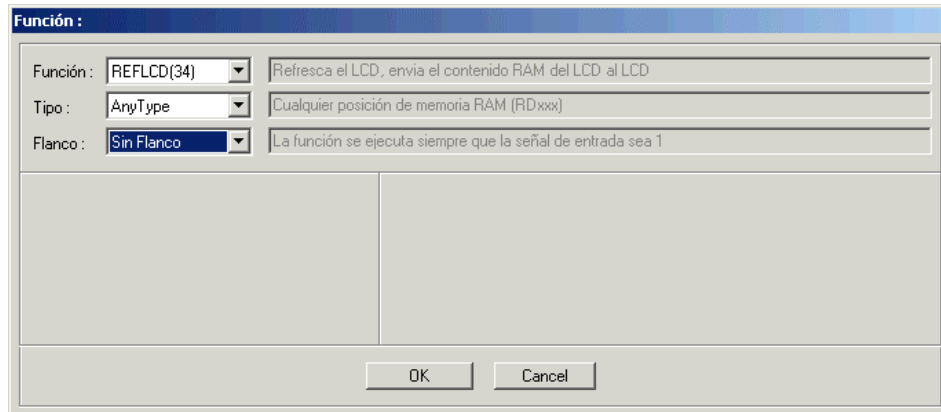 Función :
Función : REFLCD(34) Refresca el LCD, envia el contenido RAM del LCD al LCD
Tipo : AnyType Cualquier posición de memoria RAM (RDxxx)
Flanco : Sin Flanco La función se ejecuta siempre que la señal de entrada sea 1
OK Cancel